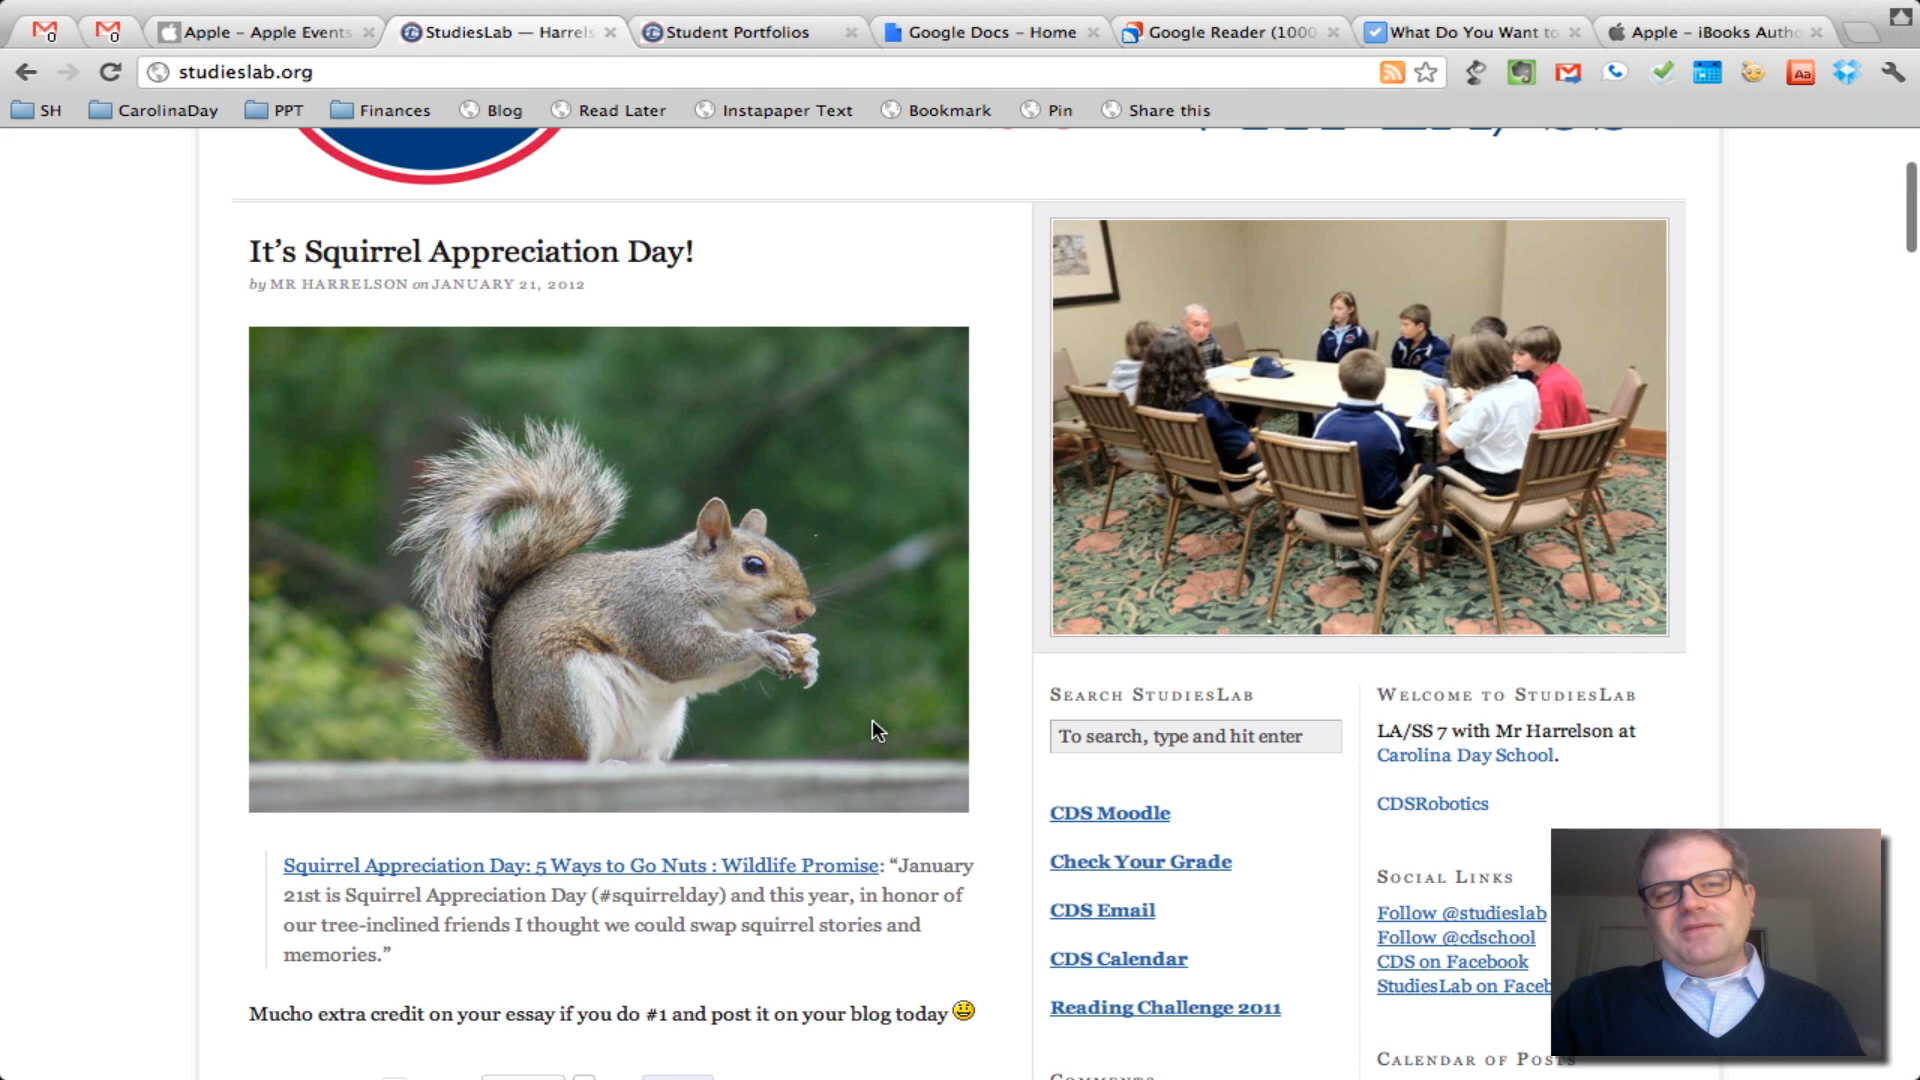 0
0
Apple – Apple Events
StudiesLab — Harrels
Student Portfolios
Google Docs – Home
Google Reader (1000
What Do You Want to
Apple – iBooks Autho
studieslab.org
Aa
SH
CarolinaDay
PPT
Finances
Blog
Read Later
Instapaper Text
Bookmark
Pin
Share this
It's Squirrel Appreciation Day!
by MR HARRELSON on JANUARY 21, 2012
Squirrel Appreciation Day: 5 Ways to Go Nuts : Wildlife Promise: “January
21st is Squirrel Appreciation Day (#squirrelday) and this year, in honor of
our tree-inclined friends I thought we could swap squirrel stories and
memories.”
Mucho extra credit on your essay if you do #1 and post it on your blog today
SEARCH STUDIESLAB
To search, type and hit enter
CDS Moodle
Check Your Grade
CDS Email
CDS Calendar
Reading Challenge 2011
COMMENTS
WELCOME TO STUDIESLAB
LA/SS 7 with Mr Harrelson at
Carolina Day School.
CDSRobotics
SOCIAL LINKS
Follow @studieslab
Follow @cdschool
CDS on Facebook
StudiesLab on Faceb
CALENDAR OF POSTS